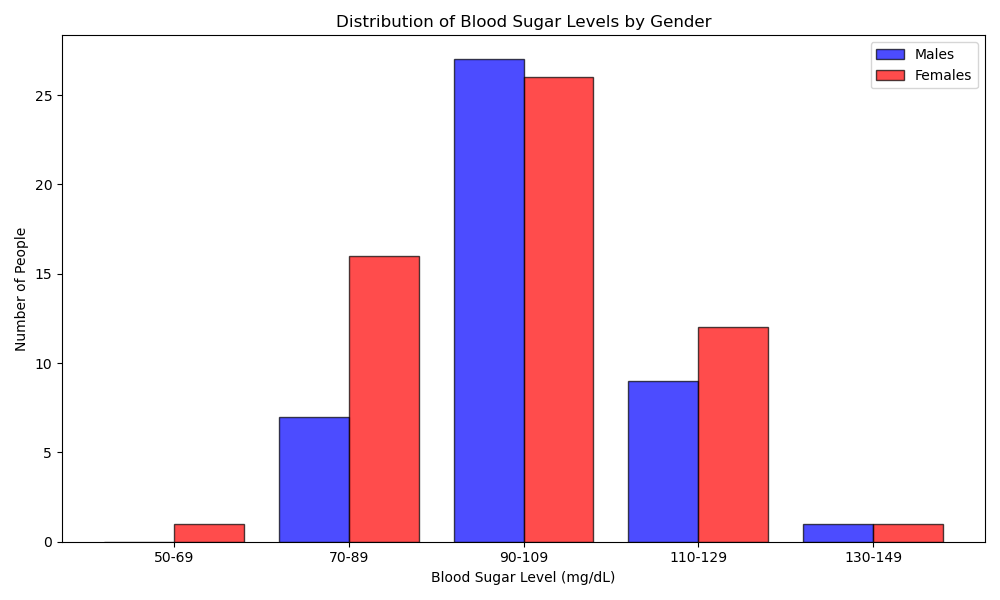 Distribution of Blood Sugar Levels by Gender
Males
Females
Number of People
25
20
15
10
5
0
50-69
70-89
90-109
110-129
130-149
Blood Sugar Level (mg/dL)